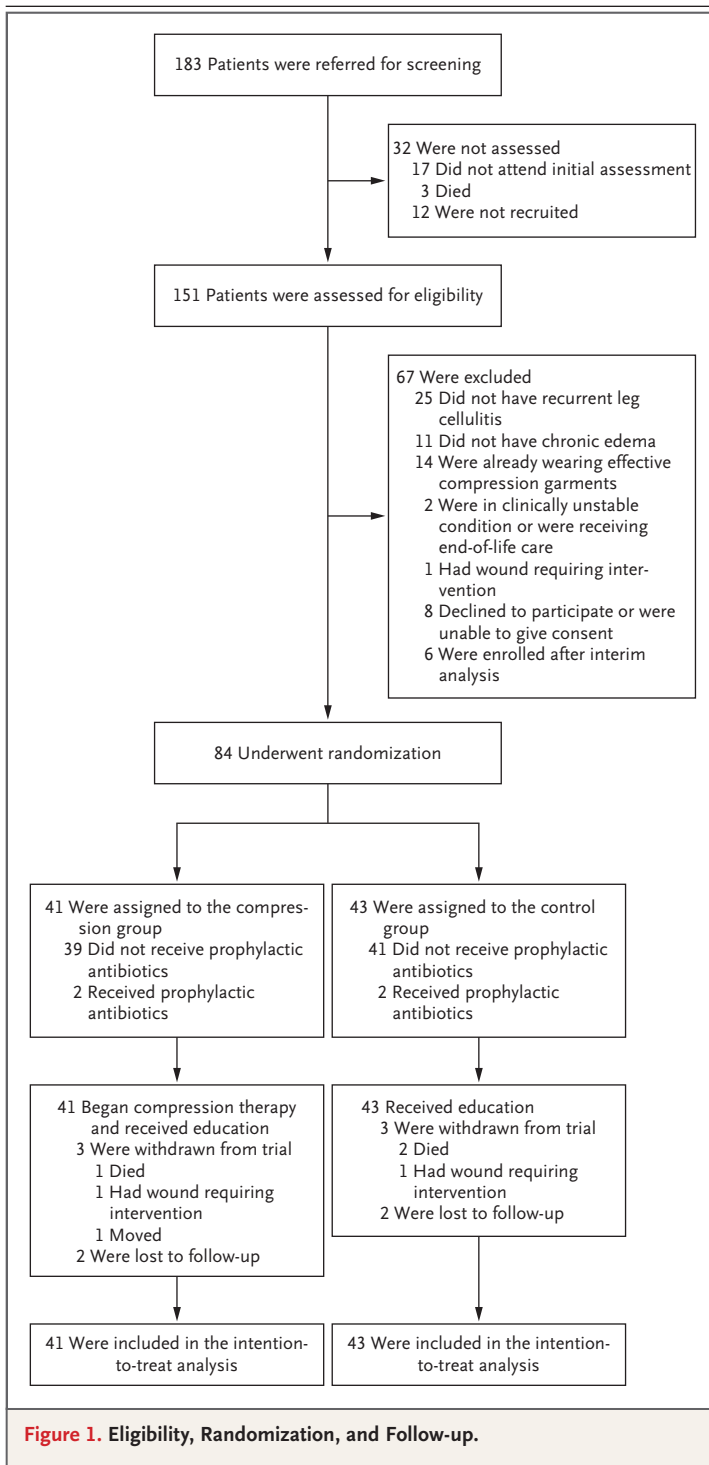 183 Patients were referred for screening
32 Were not assessed
17 Did not attend initial assessment
3 Died
12 Were not recruited
151 Patients were assessed for eligibility
67 Were excluded
25 Did not have recurrent leg
cellulitis
11 Did not have chronic edema
14 Were already wearing effective
compression garments
2 Were in clinically unstable
condition or were receiving
end-of-life care
1 Had wound requiring inter-
vention
8 Declined to participate or were
unable to give consent
6 Were enrolled after interim
analysis
84 Underwent randomization
41 Were assigned to the compres-
sion group
39 Did not receive prophylactic
antibiotics
2 Received prophylactic
antibiotics
43 Were assigned to the control
group
41 Did not receive prophylactic
antibiotics
2 Received prophylactic
antibiotics
41 Began compression therapy
and received education
3 Were withdrawn from trial
1 Died
1 Had wound requiring
intervention
1 Moved
2 Were lost to follow-up
43 Received education
3 Were withdrawn from trial
2 Died
1 Had wound requiring
intervention
2 Were lost to follow-up
41 Were included in the intention-
to-treat analysis
43 Were included in the intention-
to-treat analysis
Figure 1. Eligibility, Randomization, and Follow-up.